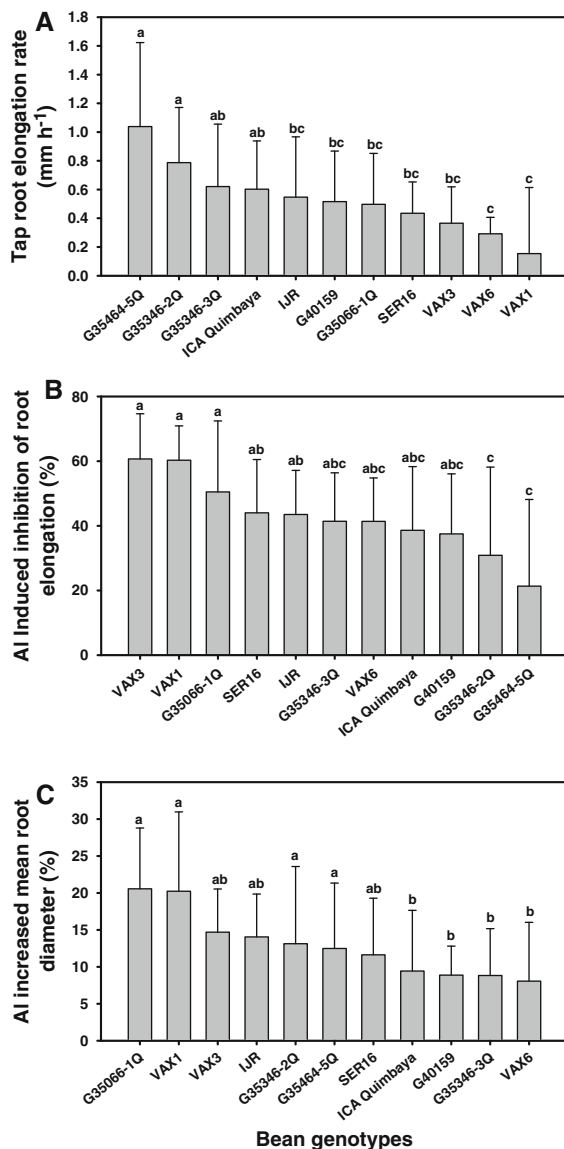 A
Tap root elongation rate
(mm h-1)
1.8
1.6
1.4
1.2
1.0
0.8
0.6
0.4
0.2
0.0
a
a
ab
ab
bc
bc
bc
bc
bc
c
c
G35464-5Q
G35346-2Q
G35346-3Q
ICA Quimbaya
IJR
G40159
G35066-1Q
SER16
VAX3
VAX6
VAX1
B
Al Induced inhibition of root
elongation (%)
80
60
40
20
0
a
a
a
ab
ab
abc
abc
abc
abc
c
c
VAX3
VAX1
G35066-1Q
SER16
IJR
G35346-3Q
VAX6
ICA Quimbaya
G40159
G35346-2Q
G35464-5Q
C
Al increased mean root
diameter (%)
35
30
25
20
15
10
5
0
a
a
ab
ab
a
a
ab
b
b
b
b
G35066-1Q
VAX1
VAX3
IJR
G35346-2Q
G35464-5Q
SER16
ICA Quimbaya
G40159
G35346-3Q
VAX6
Bean genotypes